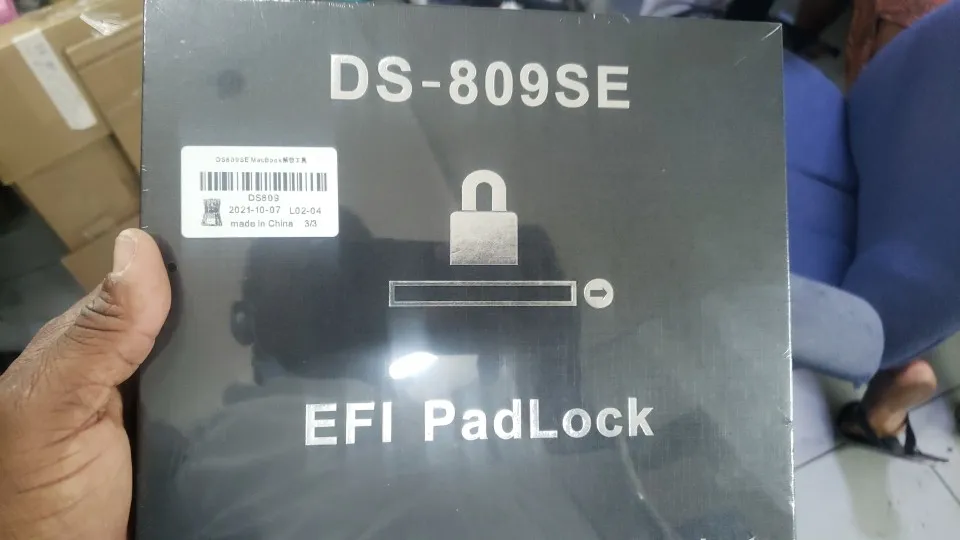 DS-809SE
DS809SE MacBook解锁工具
DS809
2021-10-07 L02-04
made in China 3/3
EFI PadLock